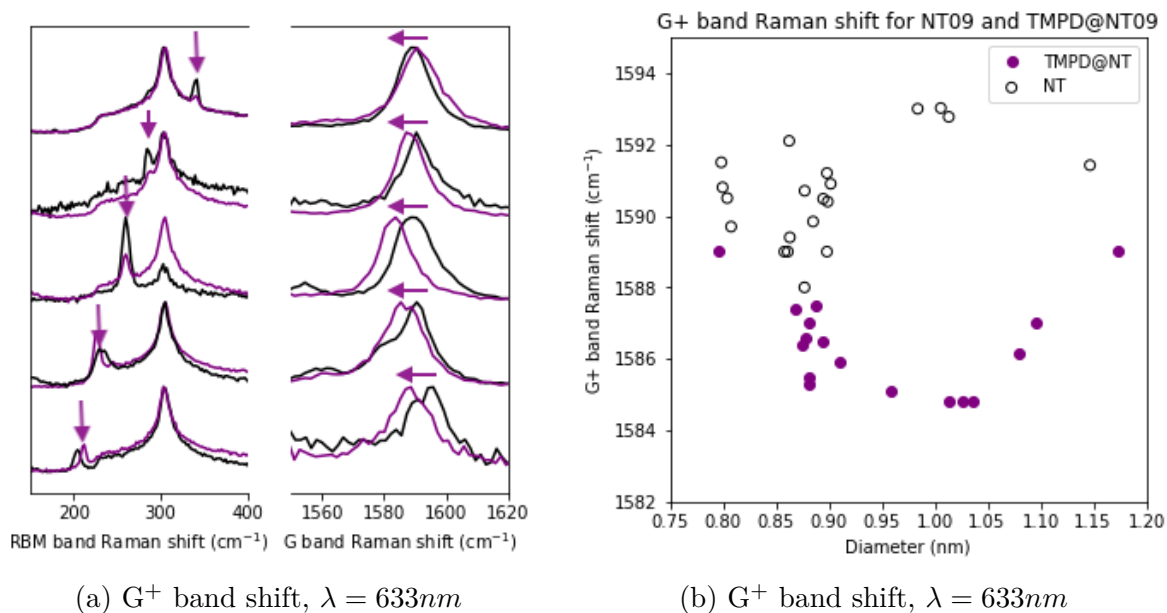 200
300
400
RBM band Raman shift (cm⁻¹)
1560
1580
1600
1620
G band Raman shift (cm⁻¹)
(a) G⁺ band shift, λ = 633nm
G+ band Raman shift for NT09 and TMPD@NT09
TMPD@NT
NT
1594
1592
1590
1588
1586
1584
1582
G+ band Raman shift (cm⁻¹)
0.75
0.80
0.85
0.90
0.95
1.00
1.05
1.10
1.15
1.20
Diameter (nm)
(b) G⁺ band shift, λ = 633nm